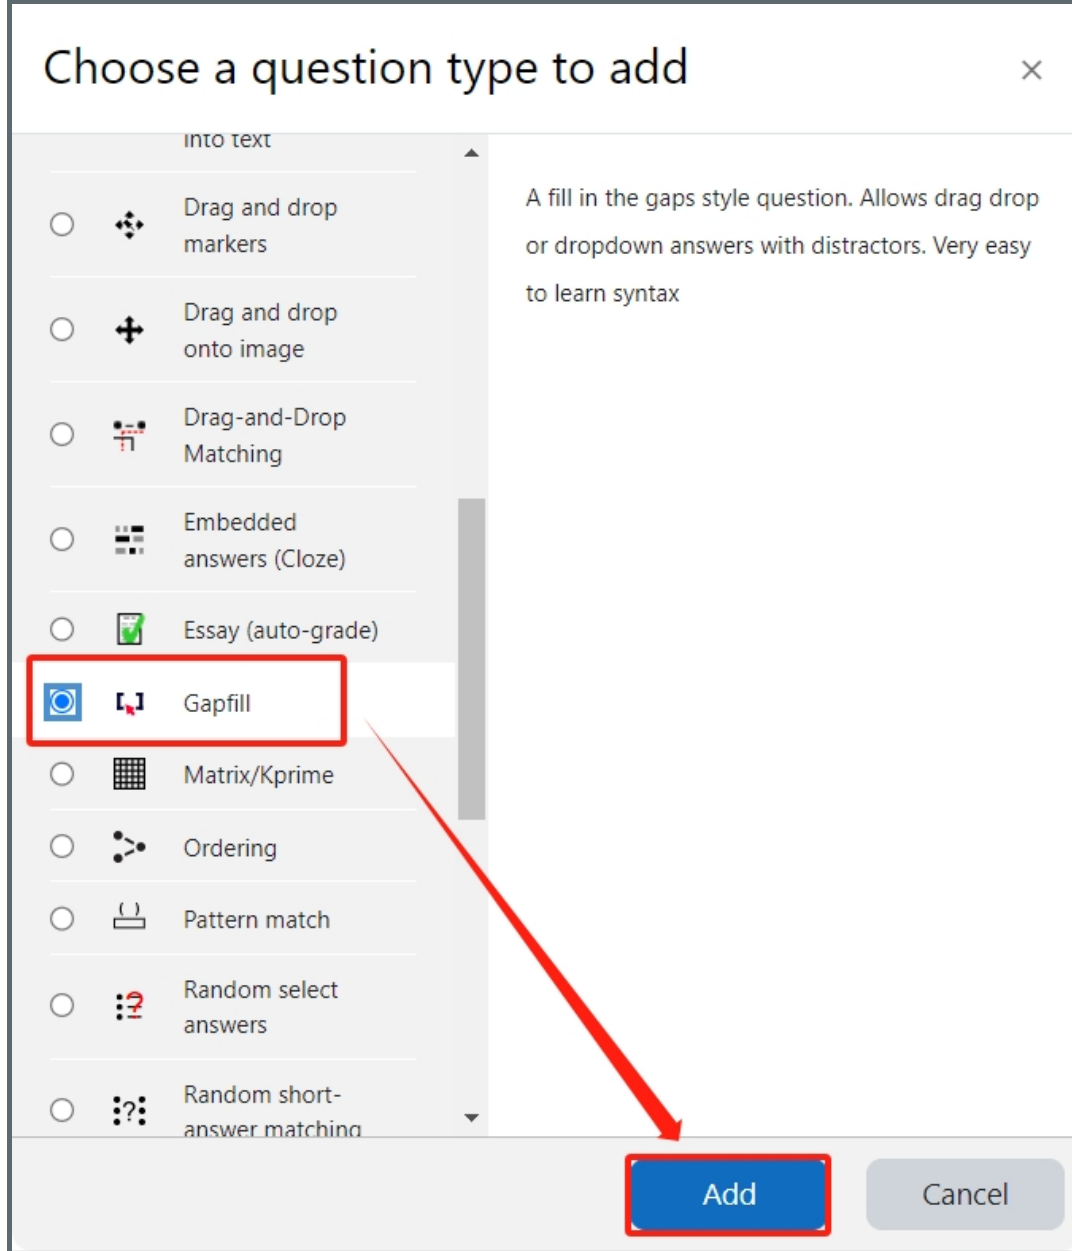 Choose a question type to add
into text
Drag and drop
markers
Drag and drop
onto image
Drag-and-Drop
Matching
Embedded
answers (Cloze)
Essay (auto-grade)
Gapfill
Matrix/Kprime
Ordering
Pattern match
Random select
answers
Random short-
answer matching
A fill in the gaps style question. Allows drag drop
or dropdown answers with distractors. Very easy
to learn syntax
Add
Cancel